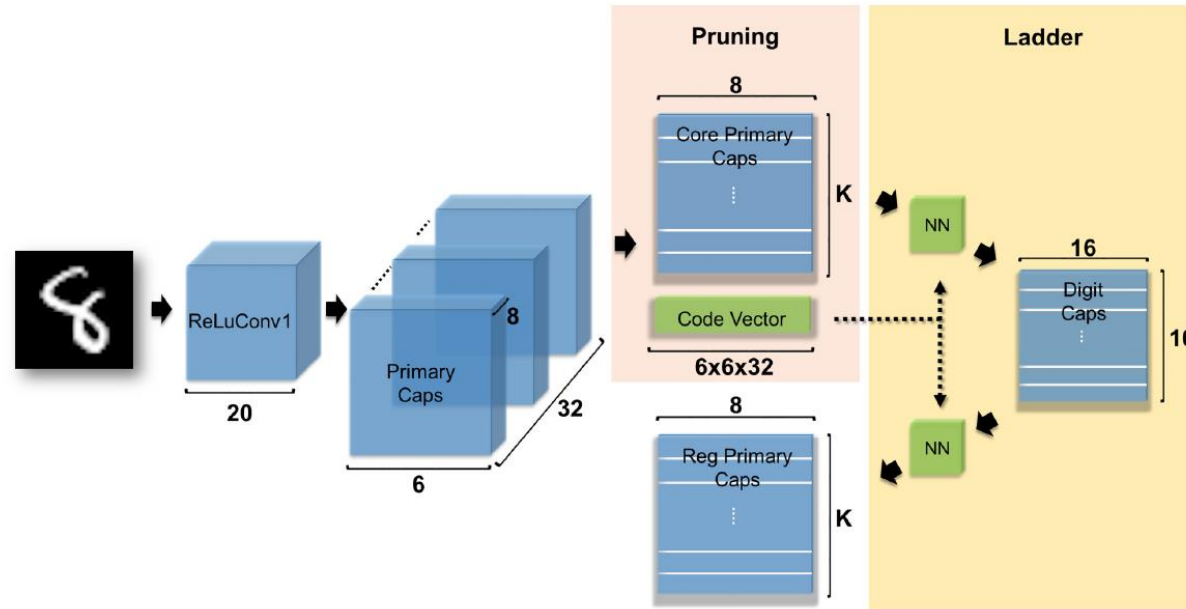 Pruning
Ladder
8
Core Primary
Caps
K
NN
ReLuConv1
20
8
Primary
Caps
32
6
Code Vector
6x6x32
16
Digit
Caps
8
Reg Primary
Caps
K
NN